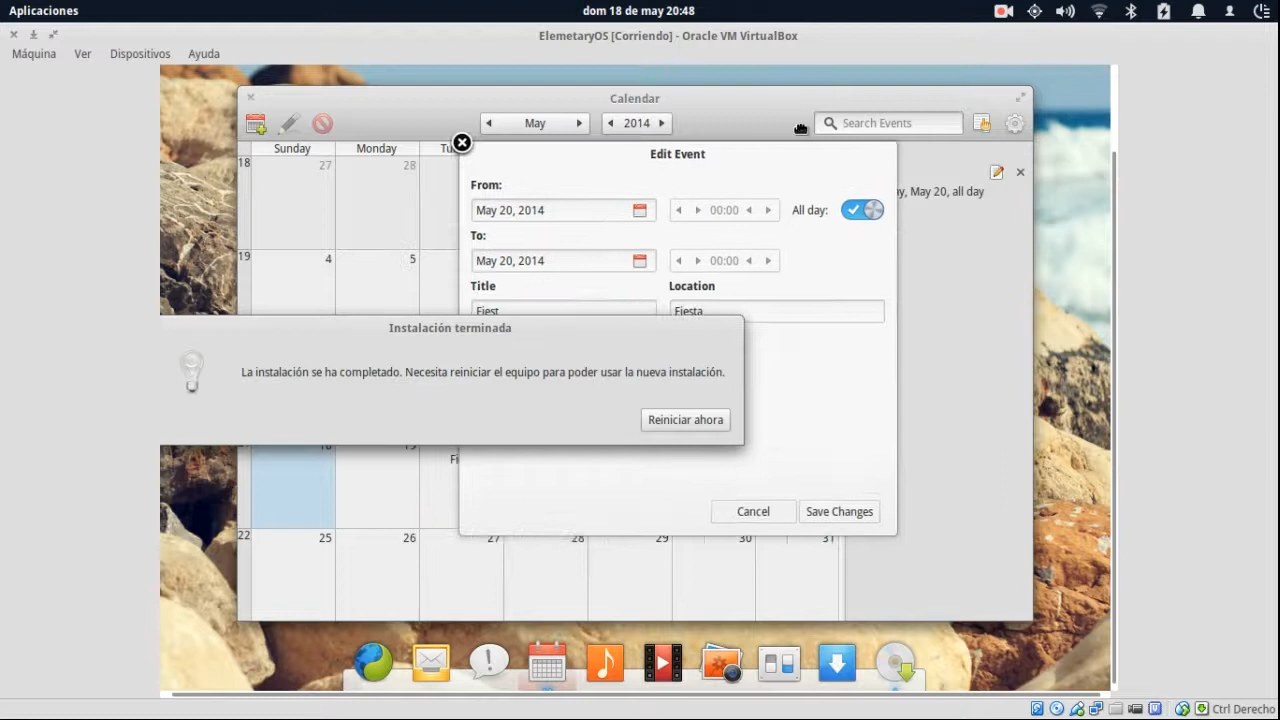 Aplicaciones
dom 18 de may 20:48
ElemetaryOS [Corriendo] - Oracle VM VirtualBox
Máquina Ver Dispositivos Ayuda
Calendar
May
2014
Search Events
Sunday Monday
Edit Event
18 27 28
From:
May 20, 2014 00:00 All day:
, May 20, all day
To:
19 4 5
May 20, 2014 00:00
Title Location
Fiest Fiesta
Instalación terminada
La instalación se ha completado. Necesita reiniciar el equipo para poder usar la nueva instalación.
Reiniciar ahora
Cancel Save Changes
22 25 26 27 28 29 30 31
Ctrl Derecho